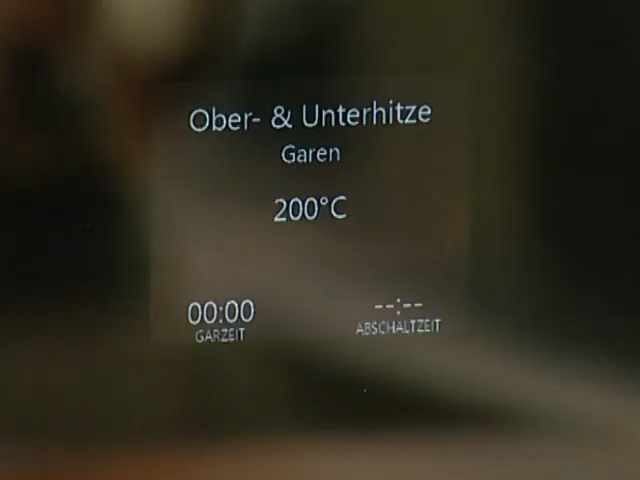 Ober- & Unterhitze
Garen
200°C
00:00
GARZEIT
--:--
ABSCHALTZEIT